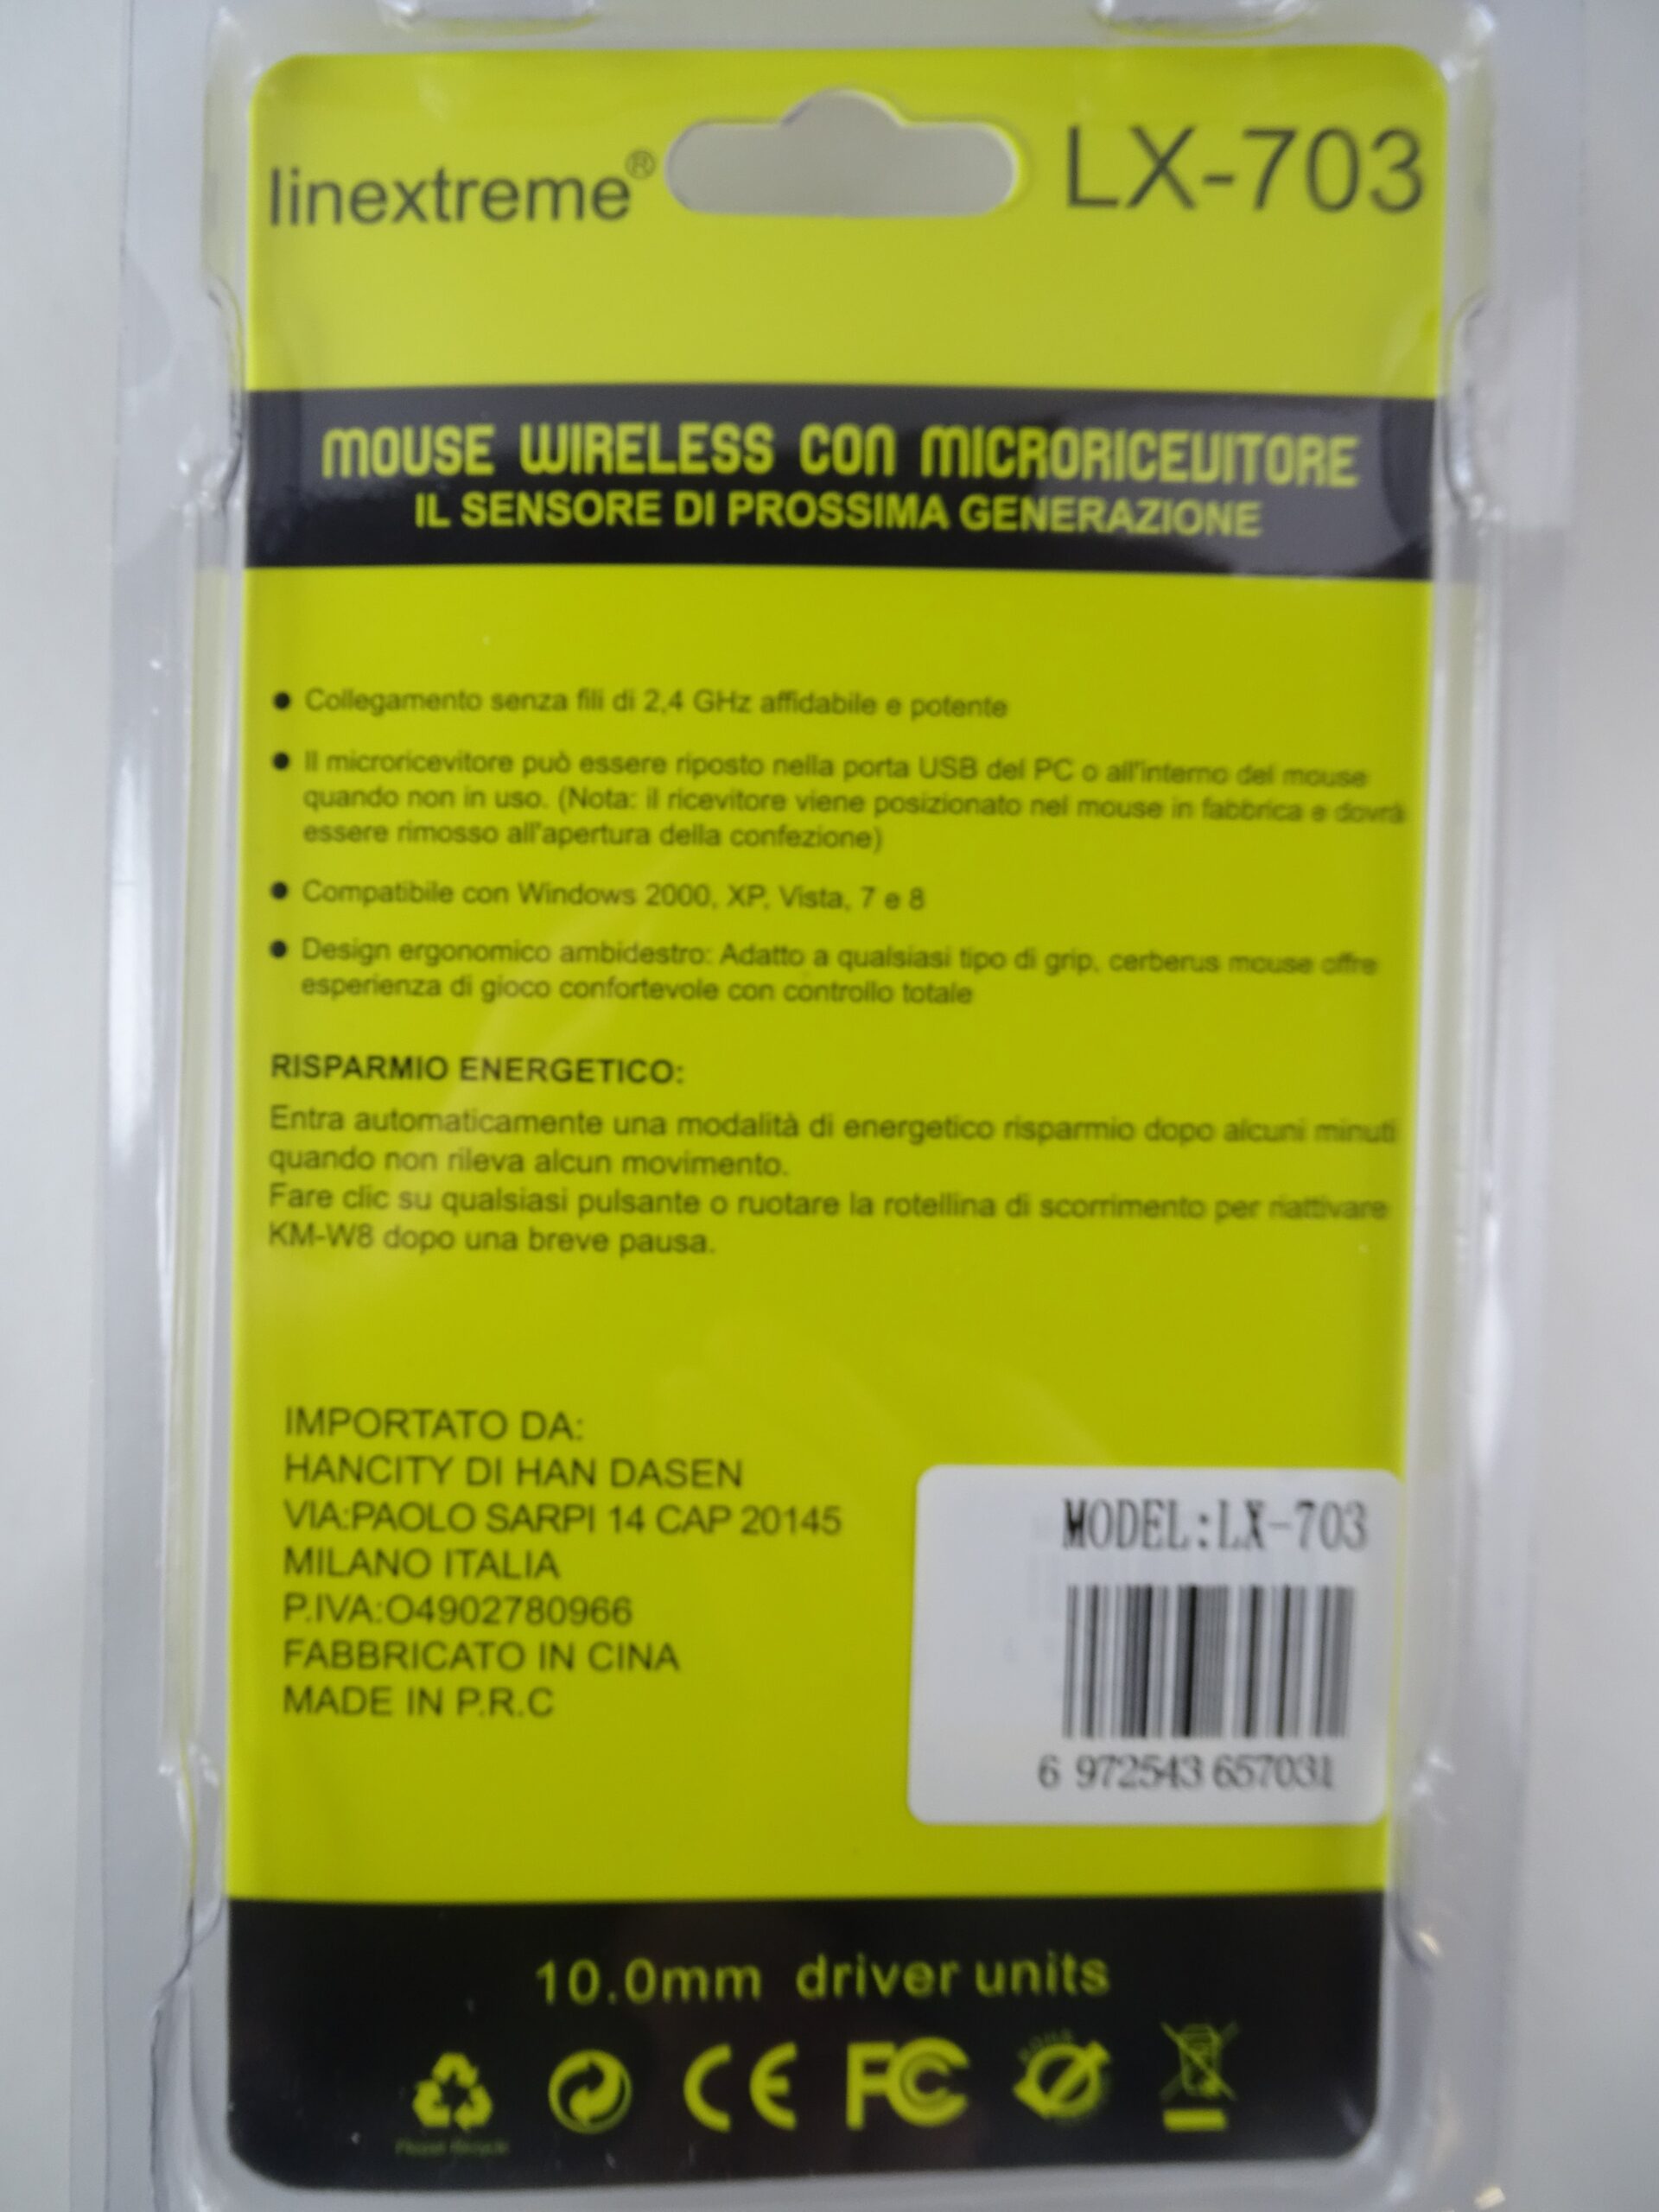 linextreme®
LX-703
MOUSE WIRELESS CON MICRORICEVITORE
IL SENSORE DI PROSSIMA GENERAZIONE
● Collegamento senza fili di 2,4 GHz affidabile e potente
● Il microricevitore può essere riposto nella porta USB del PC o all'interno del mouse
quando non in uso. (Nota: il ricevitore viene posizionato nel mouse in fabbrica e dovrà
essere rimosso all'apertura della confezione)
● Compatibile con Windows 2000, XP, Vista, 7 e 8
● Design ergonomico ambidestro: Adatto a qualsiasi tipo di grip, cerberus mouse offre
esperienza di gioco confortevole con controllo totale
RISPARMIO ENERGETICO:
Entra automaticamente una modalità di energetico risparmio dopo alcuni minuti
quando non rileva alcun movimento.
Fare clic su qualsiasi pulsante o ruotare la rotellina di scorrimento per riattivare
KM-W8 dopo una breve pausa.
IMPORTATO DA:
HANCITY DI HAN DASEN
VIA:PAOLO SARPI 14 CAP 20145
MILANO ITALIA
P.IVA:O4902780966
FABBRICATO IN CINA
MADE IN P.R.C
MODEL:LX-703
6 972543 657031
10.0mm driver units
CE FC ROHS
Please Recycle